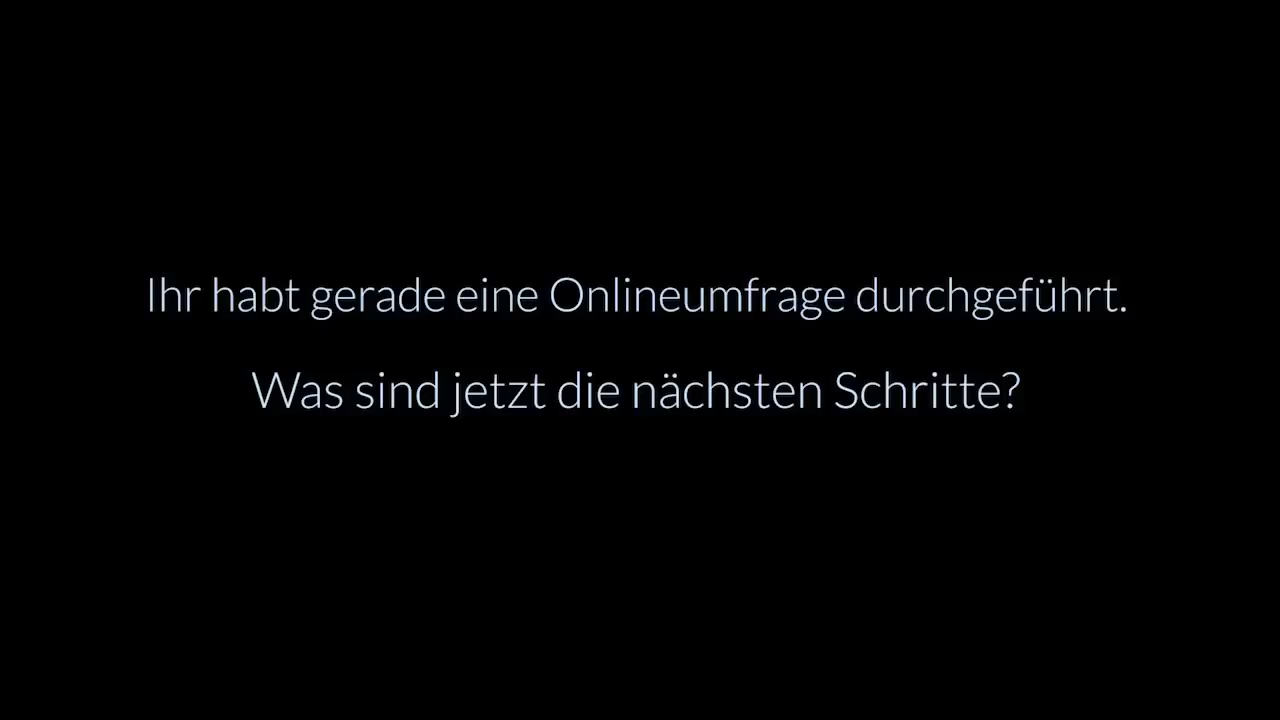 Ihr habt gerade eine Onlineumfrage durchgeführt.
Was sind jetzt die nächsten Schritte?